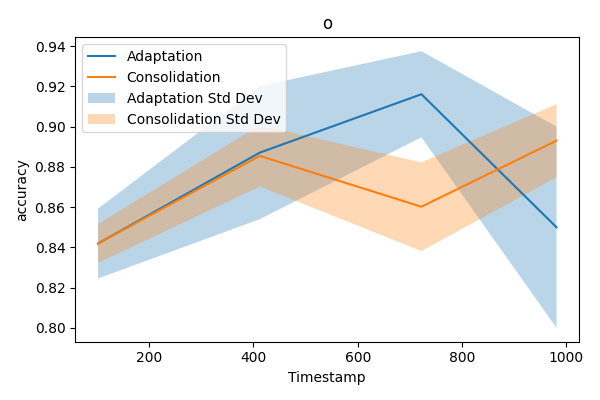 o
0.94
0.92
0.90
0.88
0.86
0.84
0.82
0.80
accuracy
Adaptation
Consolidation
Adaptation Std Dev
Consolidation Std Dev
200 400 600 800 1000
Timestamp